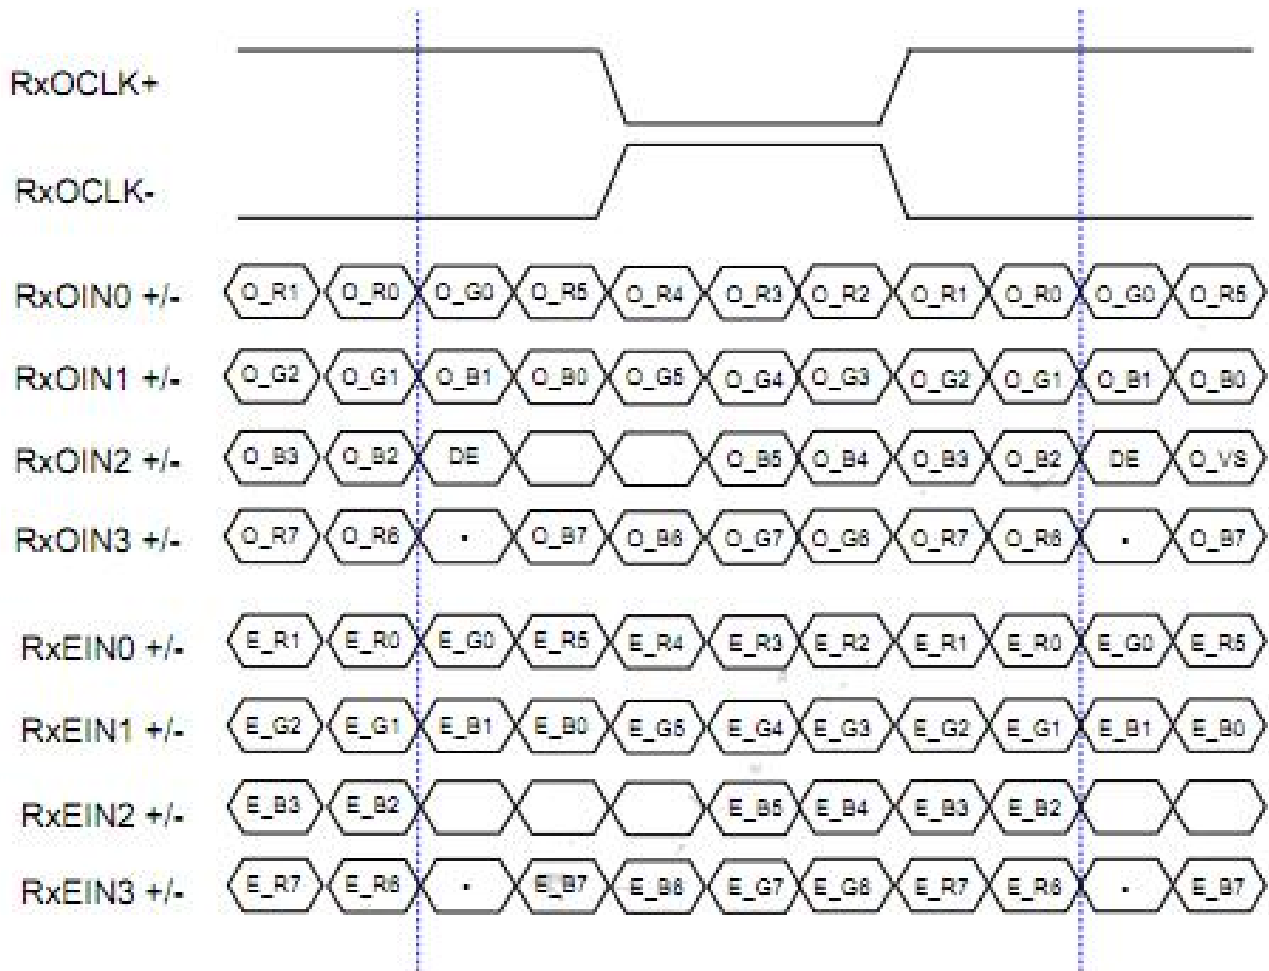 RxOCLK+
RxOCLK-
RxOIN0 +/- O_R1 O_R0 O_G0 O_R5 O_R4 O_R3 O_R2 O_R1 O_R0 O_G0 O_R5
RxOIN1 +/- O_G2 O_G1 O_B1 O_B0 O_G5 O_G4 O_G3 O_G2 O_G1 O_B1 O_B0
RxOIN2 +/- O_B3 O_B2 DE O_B5 O_B4 O_B3 O_B2 DE O_VS
RxOIN3 +/- O_R7 O_R6 . O_B7 O_B6 O_G7 O_G6 O_R7 O_R6 . O_B7
RxEIN0 +/- E_R1 E_R0 E_G0 E_R5 E_R4 E_R3 E_R2 E_R1 E_R0 E_G0 E_R5
RxEIN1 +/- E_G2 E_G1 E_B1 E_B0 E_G5 E_G4 E_G3 E_G2 E_G1 E_B1 E_B0
RxEIN2 +/- E_B3 E_B2 E_B5 E_B4 E_B3 E_B2
RxEIN3 +/- E_R7 E_R6 . E_B7 E_B6 E_G7 E_G6 E_R7 E_R6 . E_B7